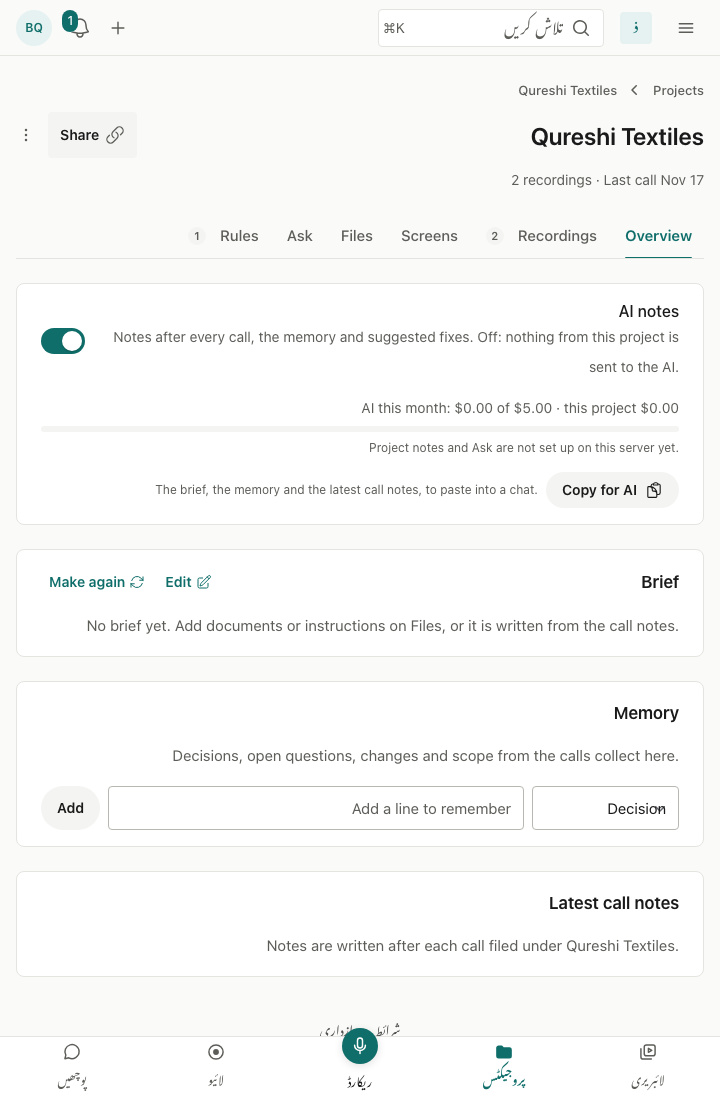 ذ
تلاش کریں ⌘K
1
BQ
Projects
Qureshi Textiles
Qureshi Textiles
Share
2 recordings · Last call Nov 17
Overview
Recordings 2
Screens
Files
Ask
Rules 1
AI notes
Notes after every call, the memory and suggested fixes. Off: nothing from this project is
sent to the AI.
AI this month: $0.00 of $5.00 · this project $0.00
Project notes and Ask are not set up on this server yet.
Copy for AI
The brief, the memory and the latest call notes, to paste into a chat.
Brief
Edit
Make again
No brief yet. Add documents or instructions on Files, or it is written from the call notes.
Memory
Decisions, open questions, changes and scope from the calls collect here.
Decision
Add a line to remember
Add
Latest call notes
Notes are written after each call filed under Qureshi Textiles.
شرائط
لائبریری
پروجیکٹس
ریکارڈ
لائیو
پوچھیں